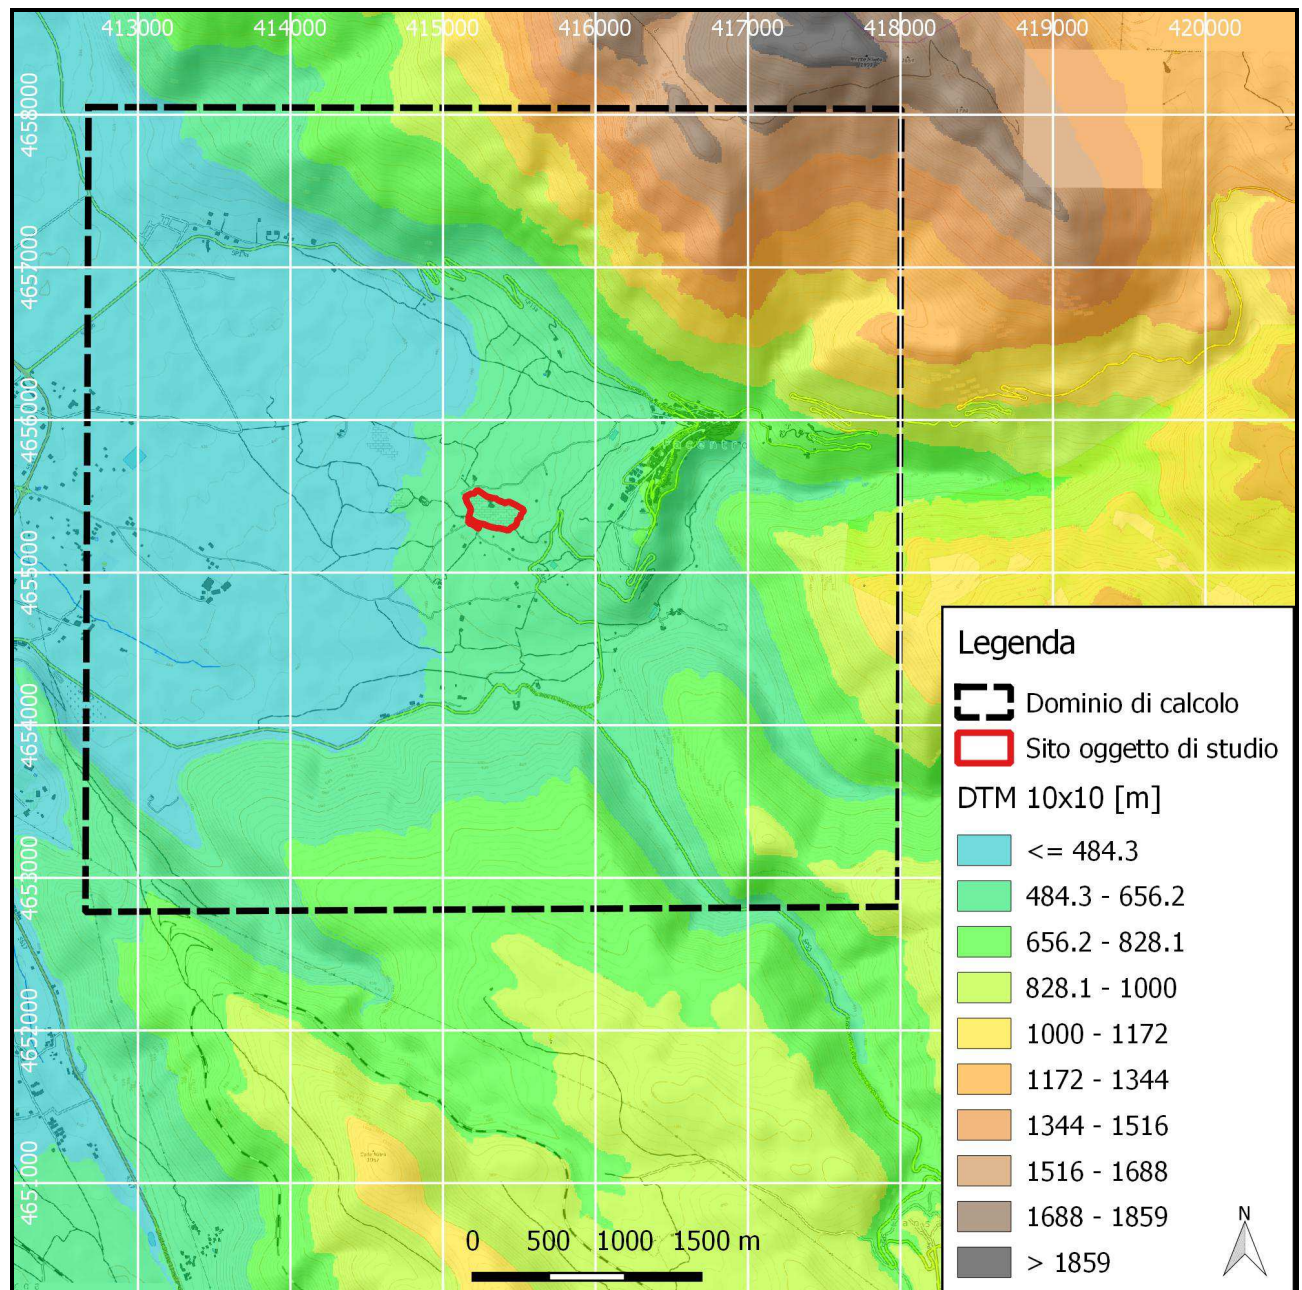 413000 414000 415000 416000 417000 418000 419000 420000
4658000
4657000
4656000
4655000
4654000
4653000
4652000
4651000
Legenda
Dominio di calcolo
Sito oggetto di studio
DTM 10x10 [m]
<= 484.3
484.3 - 656.2
656.2 - 828.1
828.1 - 1000
1000 - 1172
1172 - 1344
1344 - 1516
1516 - 1688
1688 - 1859
> 1859
N
0 500 1000 1500 m